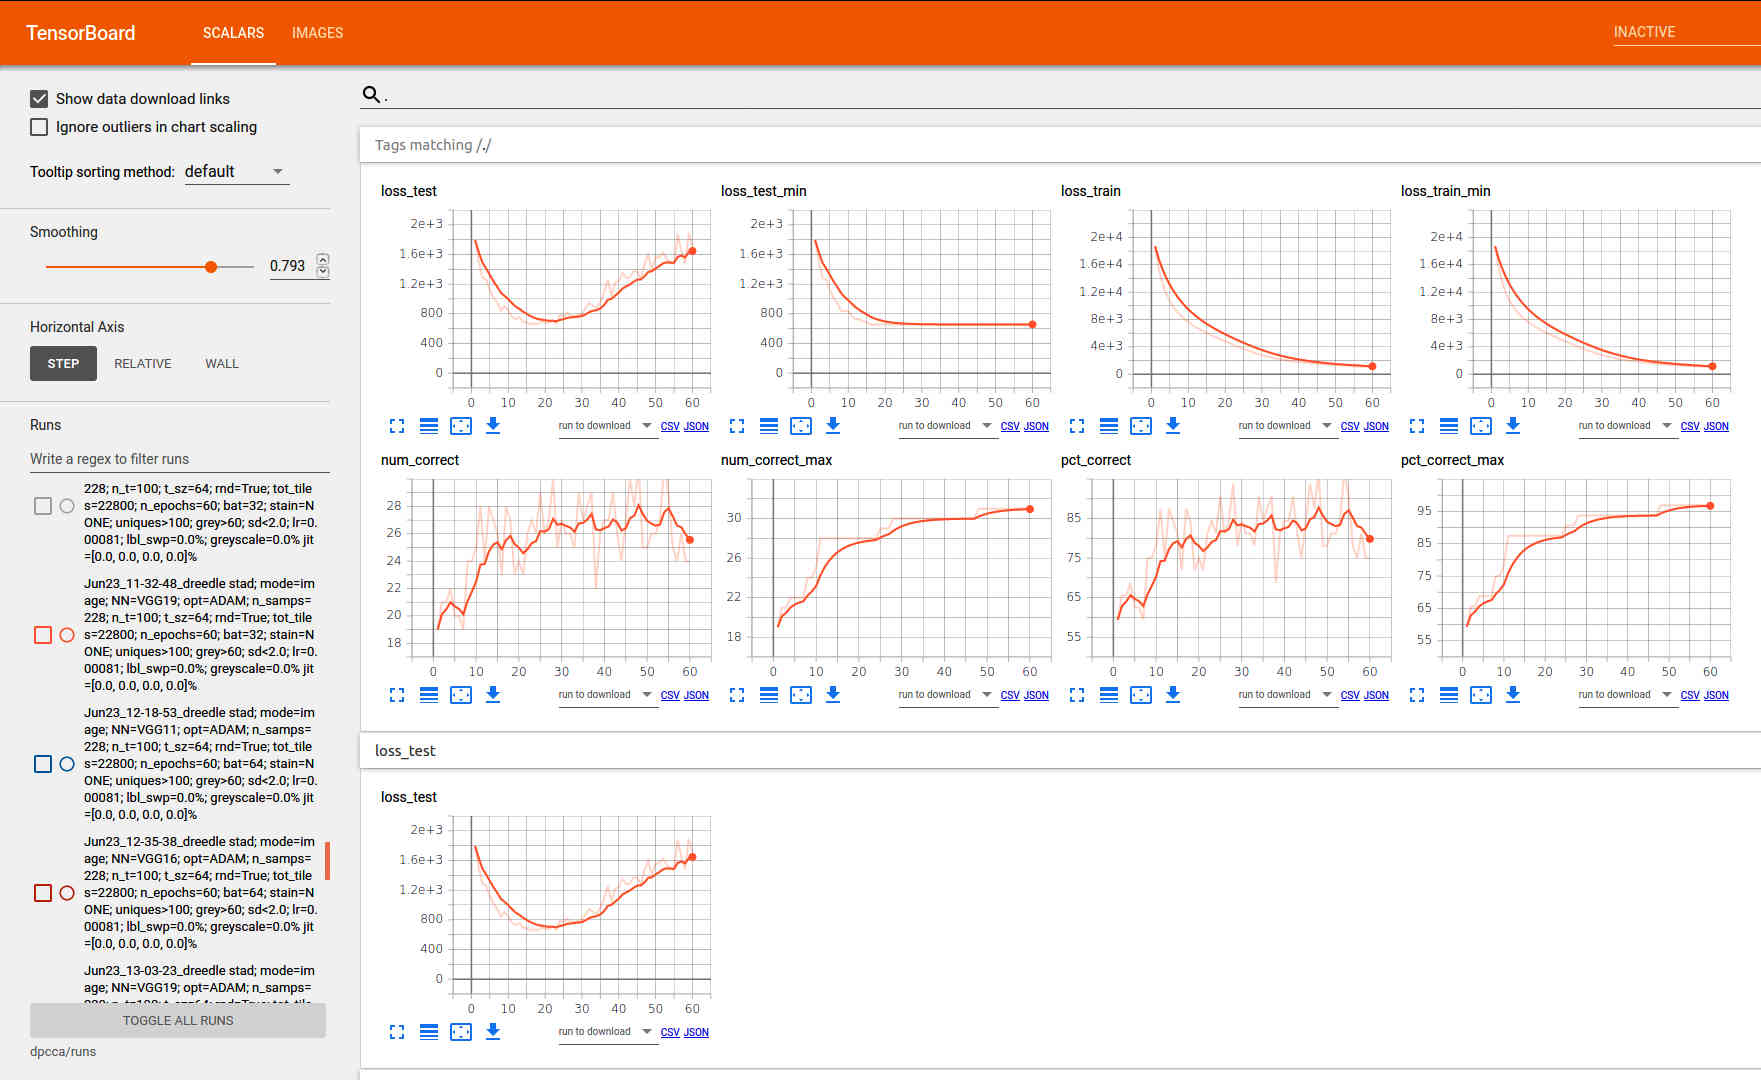 TensorBoard
SCALARS
IMAGES
INACTIVE
Show data download links
Ignore outliers in chart scaling
Tooltip sorting method: default
Smoothing
0.793
Horizontal Axis
STEP
RELATIVE
WALL
Runs
Write a regex to filter runs
228; n_t=100; t_sz=64; rnd=True; tot_tile
s=22800; n_epochs=60; bat=32; stain=N
ONE; uniques>100; grey>60; sd<2.0; lr=0.
00081; lbl_swp=0.0%; greyscale=0.0% jit
=[0.0, 0.0, 0.0, 0.0]%
Jun23_11-32-48_dreedle stad; mode=im
age; NN=VGG19; opt=ADAM; n_samps=
228; n_t=100; t_sz=64; rnd=True; tot_tile
s=22800; n_epochs=60; bat=32; stain=N
ONE; uniques>100; grey>60; sd<2.0; lr=0.
00081; lbl_swp=0.0%; greyscale=0.0% jit
=[0.0, 0.0, 0.0, 0.0]%
Jun23_12-18-53_dreedle stad; mode=im
age; NN=VGG11; opt=ADAM; n_samps=
228; n_t=100; t_sz=64; rnd=True; tot_tile
s=22800; n_epochs=60; bat=64; stain=N
ONE; uniques>100; grey>60; sd<2.0; lr=0.
00081; lbl_swp=0.0%; greyscale=0.0% jit
=[0.0, 0.0, 0.0, 0.0]%
Jun23_12-35-38_dreedle stad; mode=im
age; NN=VGG16; opt=ADAM; n_samps=
228; n_t=100; t_sz=64; rnd=True; tot_tile
s=22800; n_epochs=60; bat=64; stain=N
ONE; uniques>100; grey>60; sd<2.0; lr=0.
00081; lbl_swp=0.0%; greyscale=0.0% jit
=[0.0, 0.0, 0.0, 0.0]%
Jun23_13-03-23_dreedle stad; mode=im
age; NN=VGG19; opt=ADAM; n_samps=
TOGGLE ALL RUNS
dpcca/runs
.
Tags matching /./
loss_test
2e+3
1.6e+3
1.2e+3
800
400
0
0 10 20 30 40 50 60
run to download CSV JSON
loss_test_min
2e+3
1.6e+3
1.2e+3
800
400
0
0 10 20 30 40 50 60
run to download CSV JSON
loss_train
2e+4
1.6e+4
1.2e+4
8e+3
4e+3
0
0 10 20 30 40 50 60
run to download CSV JSON
loss_train_min
2e+4
1.6e+4
1.2e+4
8e+3
4e+3
0
0 10 20 30 40 50 60
run to download CSV JSON
num_correct
28
26
24
22
20
18
0 10 20 30 40 50 60
run to download CSV JSON
num_correct_max
30
26
22
18
0 10 20 30 40 50 60
run to download CSV JSON
pct_correct
85
75
65
55
0 10 20 30 40 50 60
run to download CSV JSON
pct_correct_max
95
85
75
65
55
0 10 20 30 40 50 60
run to download CSV JSON
loss_test
loss_test
2e+3
1.6e+3
1.2e+3
800
400
0
0 10 20 30 40 50 60
run to download CSV JSON